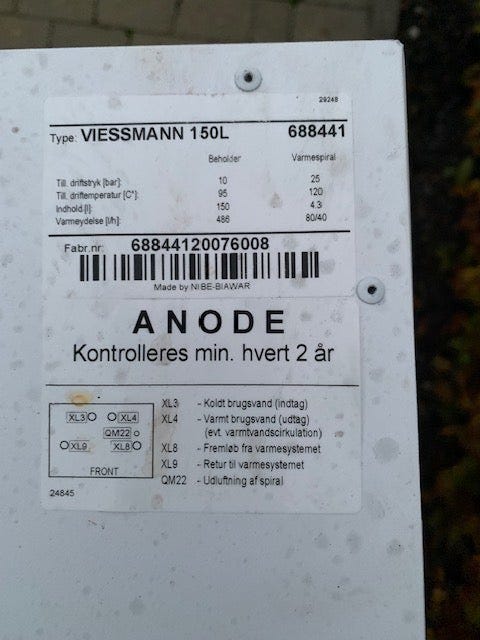 29248
Type: VIESSMANN 150L 688441
Beholder Varmespiral
Till. driftstryk [bar]: 10 25
Till. driftemperatur [C°]: 95 120
Indhold.[l]: 150 4.3
Varmeydelse [l/h]: 486 80/40
Fabr.nr: 68844120076008
Made by NIBE-BIAWAR
ANODE
Kontrolleres min. hvert 2 år
XL3 XL4
QM22
XL9 XL8
FRONT
XL3 - Koldt brugsvand (indtag)
XL4 - Varmt brugsvand (udtag)
(evt. varmtvandscirkulation)
XL8 - Fremløb fra varmesystemet
XL9 - Retur til varmesystemet
QM22 - Udluftning af spiral
24845